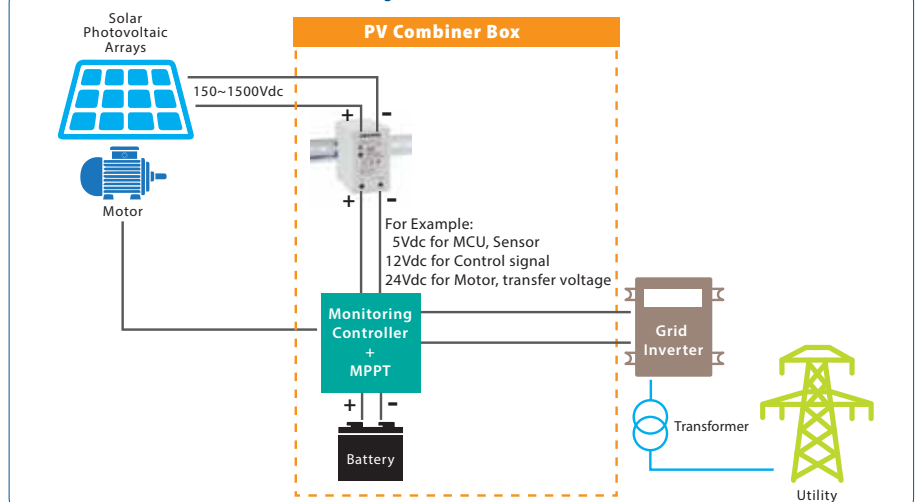 Solar
Photovoltaic
Arrays
PV Combiner Box
150~1500Vdc
+
-
Motor
+
-
For Example:
5Vdc for MCU, Sensor
12Vdc for Control signal
24Vdc for Motor, transfer voltage
Monitoring
Controller
+
MPPT
Grid
Inverter
+
-
Battery
Transformer
Utility